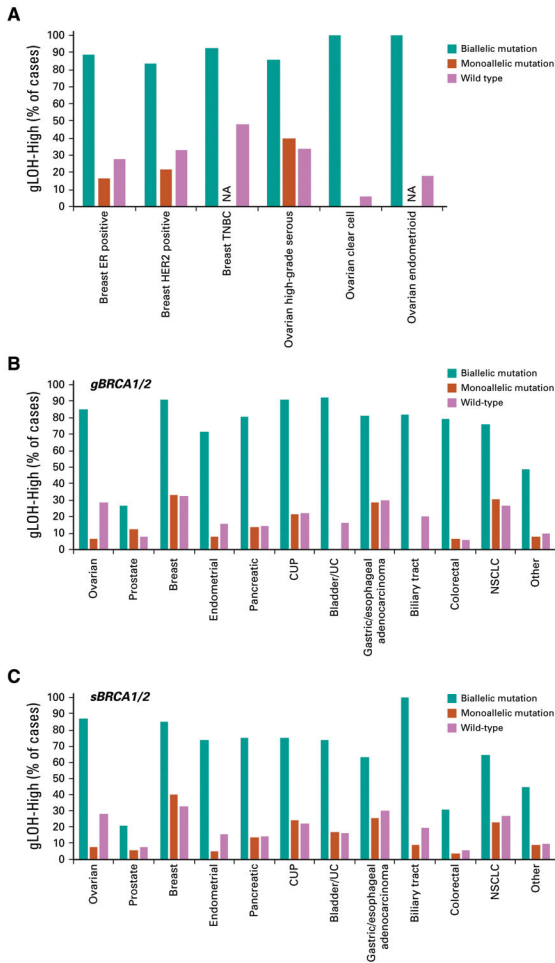 A
gLOH-High (% of cases)
100
90
80
70
60
50
40
30
20
10
0
NA
NA
Biallelic mutation
Monoallelic mutation
Wild type
Breast ER positive
Breast HER2 positive
Breast TNBC
Ovarian high-grade serous
Ovarian clear cell
Ovarian endometrioid
B
gBRCA1/2
gLOH-High (% of cases)
100
90
80
70
60
50
40
30
20
10
0
Biallelic mutation
Monoallelic mutation
Wild-type
Ovarian
Prostate
Breast
Endometrial
Pancreatic
CUP
Bladder/UC
Gastric/esophageal
adenocarcinoma
Biliary tract
Colorectal
NSCLC
Other
C
sBRCA1/2
gLOH-High (% of cases)
100
90
80
70
60
50
40
30
20
10
0
Biallelic mutation
Monoallelic mutation
Wild-type
Ovarian
Prostate
Breast
Endometrial
Pancreatic
CUP
Bladder/UC
Gastric/esophageal
adenocarcinoma
Biliary tract
Colorectal
NSCLC
Other